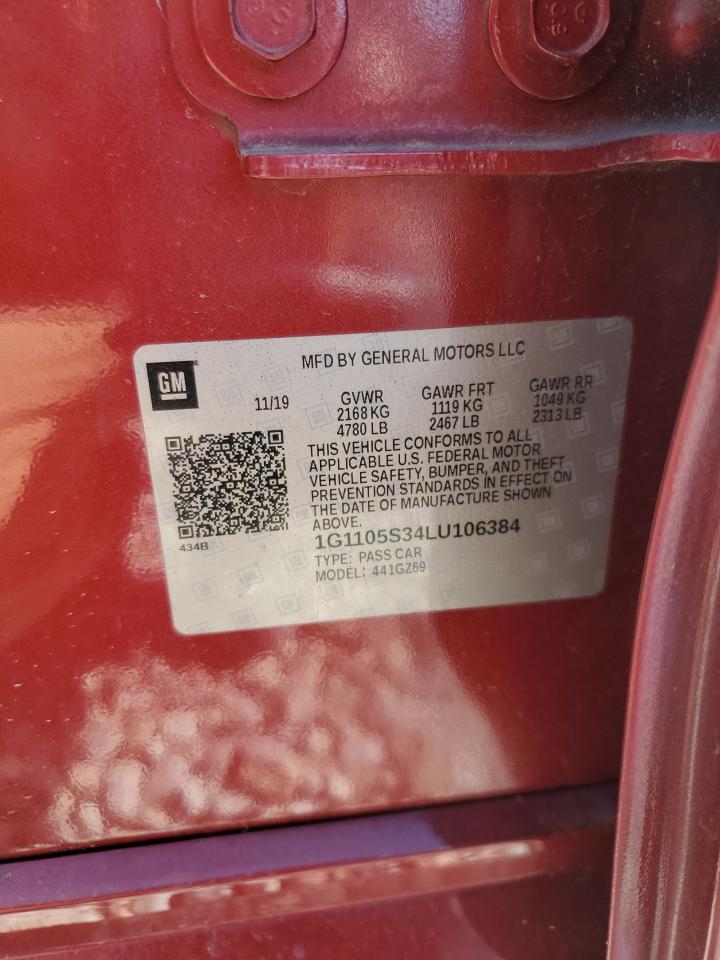 MFD BY GENERAL MOTORS LLC
GM
11/19
GVWR
2168 KG
4780 LB
GAWR FRT
1119 KG
2467 LB
GAWR RR
1049 KG
2313 LB
THIS VEHICLE CONFORMS TO ALL
APPLICABLE U.S. FEDERAL MOTOR
VEHICLE SAFETY, BUMPER, AND THEFT
PREVENTION STANDARDS IN EFFECT ON
THE DATE OF MANUFACTURE SHOWN
ABOVE.
434B
1G1105S34LU106384
TYPE: PASS CAR
MODEL: 441GZ69